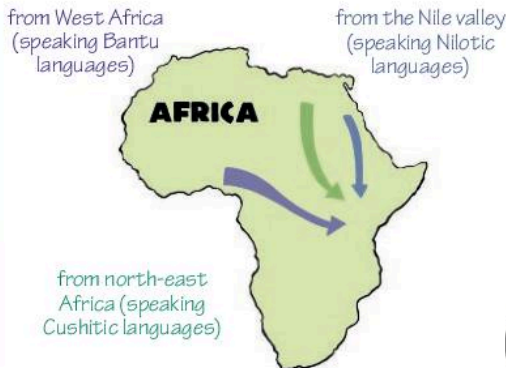 from West Africa
(speaking Bantu
languages)
from the Nile valley
(speaking Nilotic
languages)
AFRICA
from north-east
Africa (speaking
Cushitic languages)